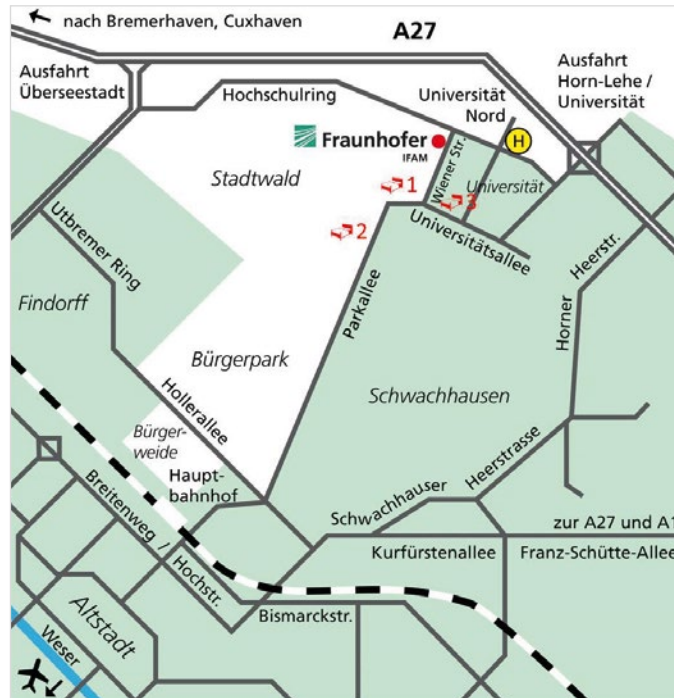 nach Bremerhaven, Cuxhaven
A27
Ausfahrt
Überseestadt
Hochschulring
Universität
Nord
Ausfahrt
Horn-Lehe /
Universität
H
Fraunhofer
IFAM
Wiener Str.
Stadtwald
1
Universität
3
2
Universitätsallee
Utbremer Ring
Parkallee
Horner
Heerstr.
Findorff
Bürgerpark
Schwachhausen
Hollerallee
Bürger-
weide
Haupt-
bahnhof
Schwachhauser
Heerstrasse
Breitenweg / Hochstr.
zur A27 und A1
Kurfürstenallee
Franz-Schütte-Allee
Bismarckstr.
Altstadt
Weser